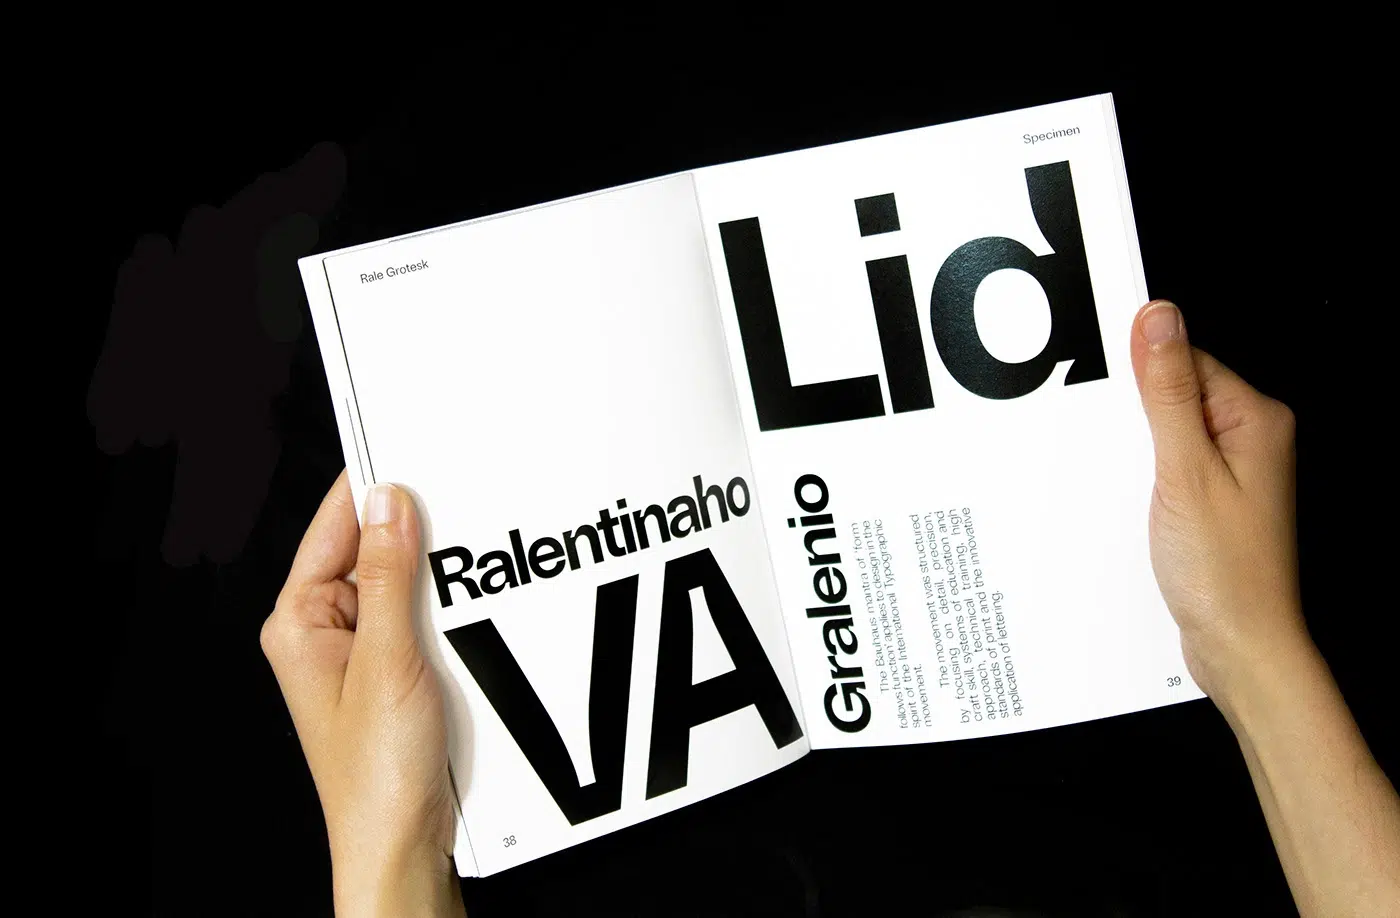 Rale Grotesk
Ralentinaho
VA
38
Specimen
Lid
Gralenio
The Bauhaus mantra of 'form
follows function' applies to design in the
spirit of the International Typographic
movement.
The movement was structured
by focusing on detail, precision,
craft skill, systems of education and
approach, technical training, high
standards of print and the innovative
application of lettering.
39